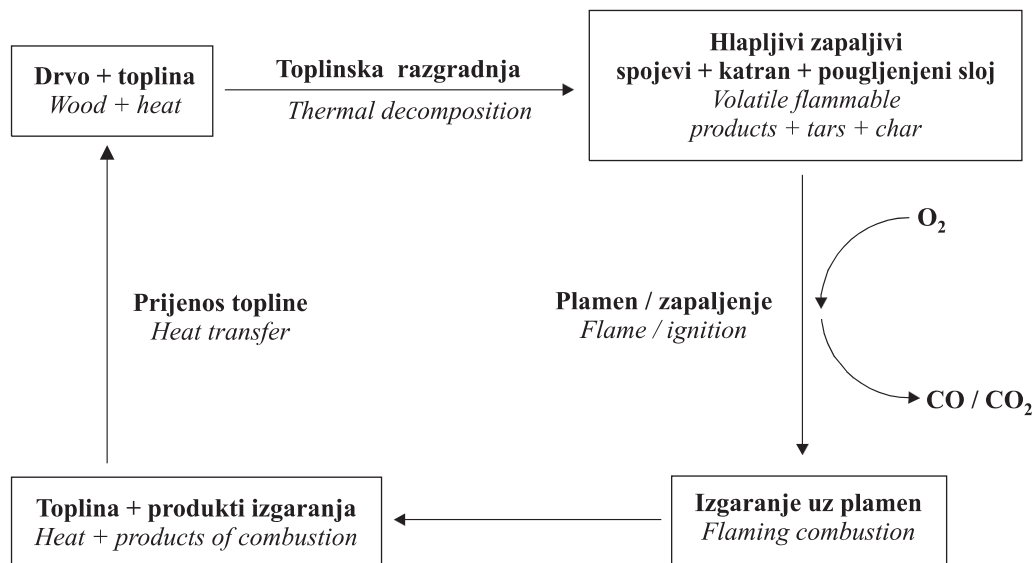 Drvo + toplina
Wood + heat
Toplinska razgradnja
Thermal decomposition
Hlapljivi zapaljivi
spojevi + katran + pougljenjeni sloj
Volatile flammable
products + tars + char
O₂
Plamen / zapaljenje
Flame / ignition
CO / CO₂
Izgaranje uz plamen
Flaming combustion
Toplina + produkti izgaranja
Heat + products of combustion
Prijenos topline
Heat transfer